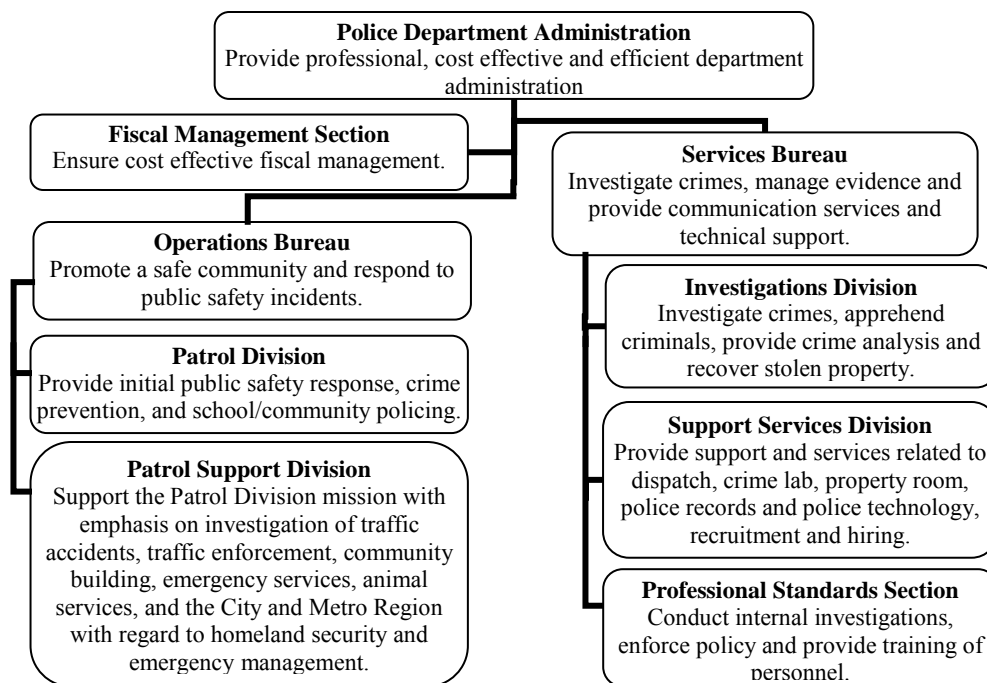 Police Department Administration
Provide professional, cost effective and efficient department
administration
Fiscal Management Section
Ensure cost effective fiscal management.
Services Bureau
Investigate crimes, manage evidence and
provide communication services and
technical support.
Operations Bureau
Promote a safe community and respond to
public safety incidents.
Investigations Division
Investigate crimes, apprehend
criminals, provide crime analysis and
recover stolen property.
Patrol Division
Provide initial public safety response, crime
prevention, and school/community policing.
Support Services Division
Provide support and services related to
dispatch, crime lab, property room,
police records and police technology,
recruitment and hiring.
Patrol Support Division
Support the Patrol Division mission with
emphasis on investigation of traffic
accidents, traffic enforcement, community
building, emergency services, animal
services, and the City and Metro Region
with regard to homeland security and
emergency management.
Professional Standards Section
Conduct internal investigations,
enforce policy and provide training of
personnel.